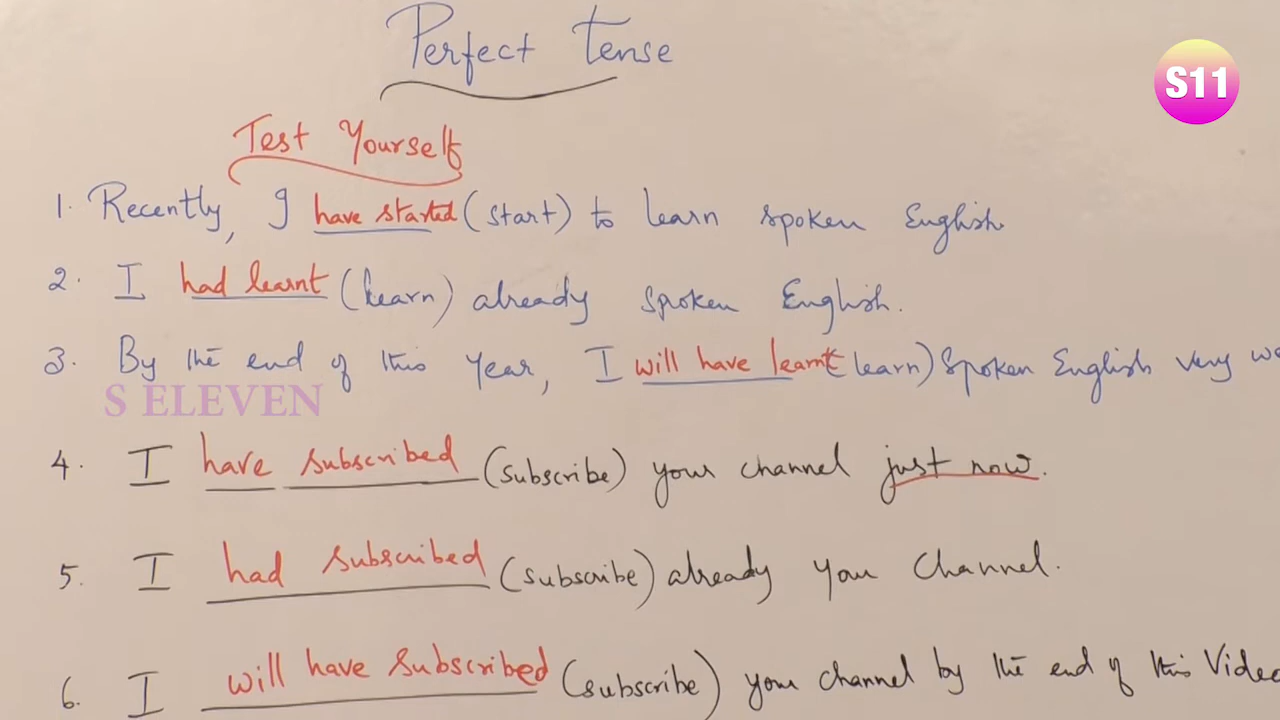 Perfect Tense
S11
Test Yourself
1. Recently, I have started (start) to learn spoken English.
2. I had learnt (learn) already spoken English.
3. By the end of this year, I will have learnt (learn) Spoken English very we
S ELEVEN
4. I have subscribed (subscribe) your channel just now.
5. I had subscribed (subscribe) already your Channel.
6. I will have Subscribed (subscribe) your channel by the end of this Video